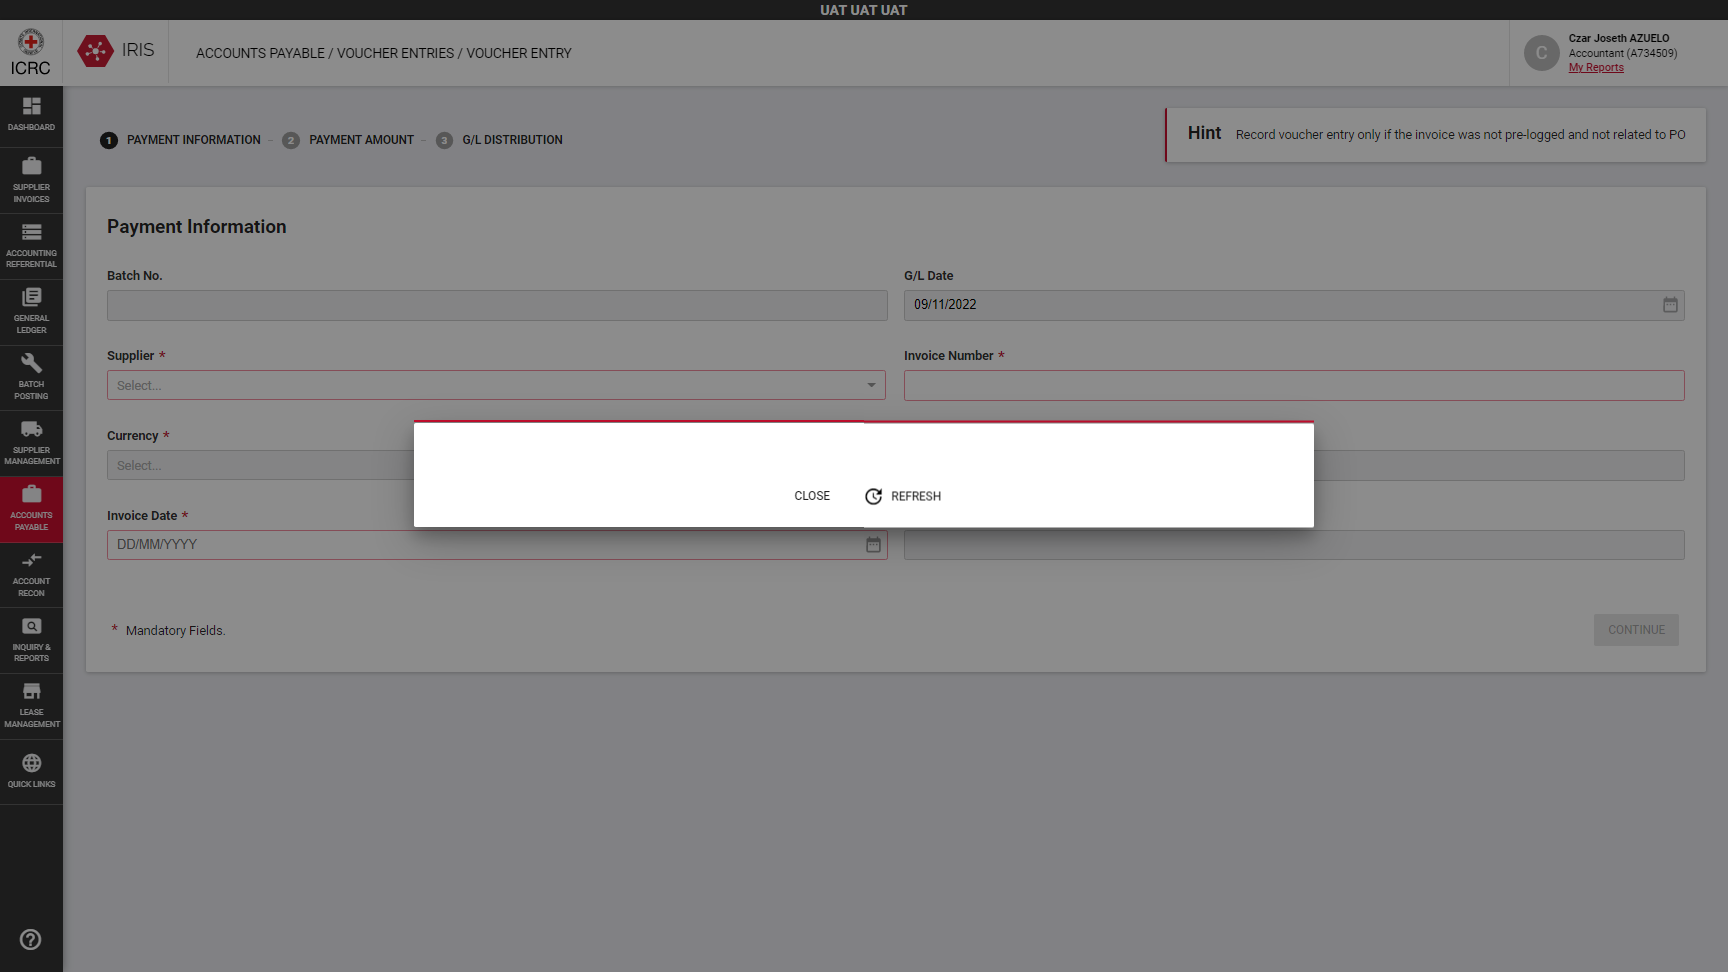 UAT UAT UAT
ICRC
IRIS
ACCOUNTS PAYABLE / VOUCHER ENTRIES / VOUCHER ENTRY
C
Czar Joseth AZUELO
Accountant (A734509)
My Reports
DASHBOARD
SUPPLIER
INVOICES
ACCOUNTING
REFERENTIAL
GENERAL
LEDGER
BATCH
POSTING
SUPPLIER
MANAGEMENT
ACCOUNTS
PAYABLE
ACCOUNT
RECON
INQUIRY &
REPORTS
LEASE
MANAGEMENT
QUICK LINKS
1 PAYMENT INFORMATION – 2 PAYMENT AMOUNT – 3 G/L DISTRIBUTION
Hint Record voucher entry only if the invoice was not pre-logged and not related to PO
Payment Information
Batch No.
G/L Date
09/11/2022
Supplier *
Select...
Invoice Number *
Currency *
Select...
CLOSE
REFRESH
Invoice Date *
DD/MM/YYYY
* Mandatory Fields.
CONTINUE